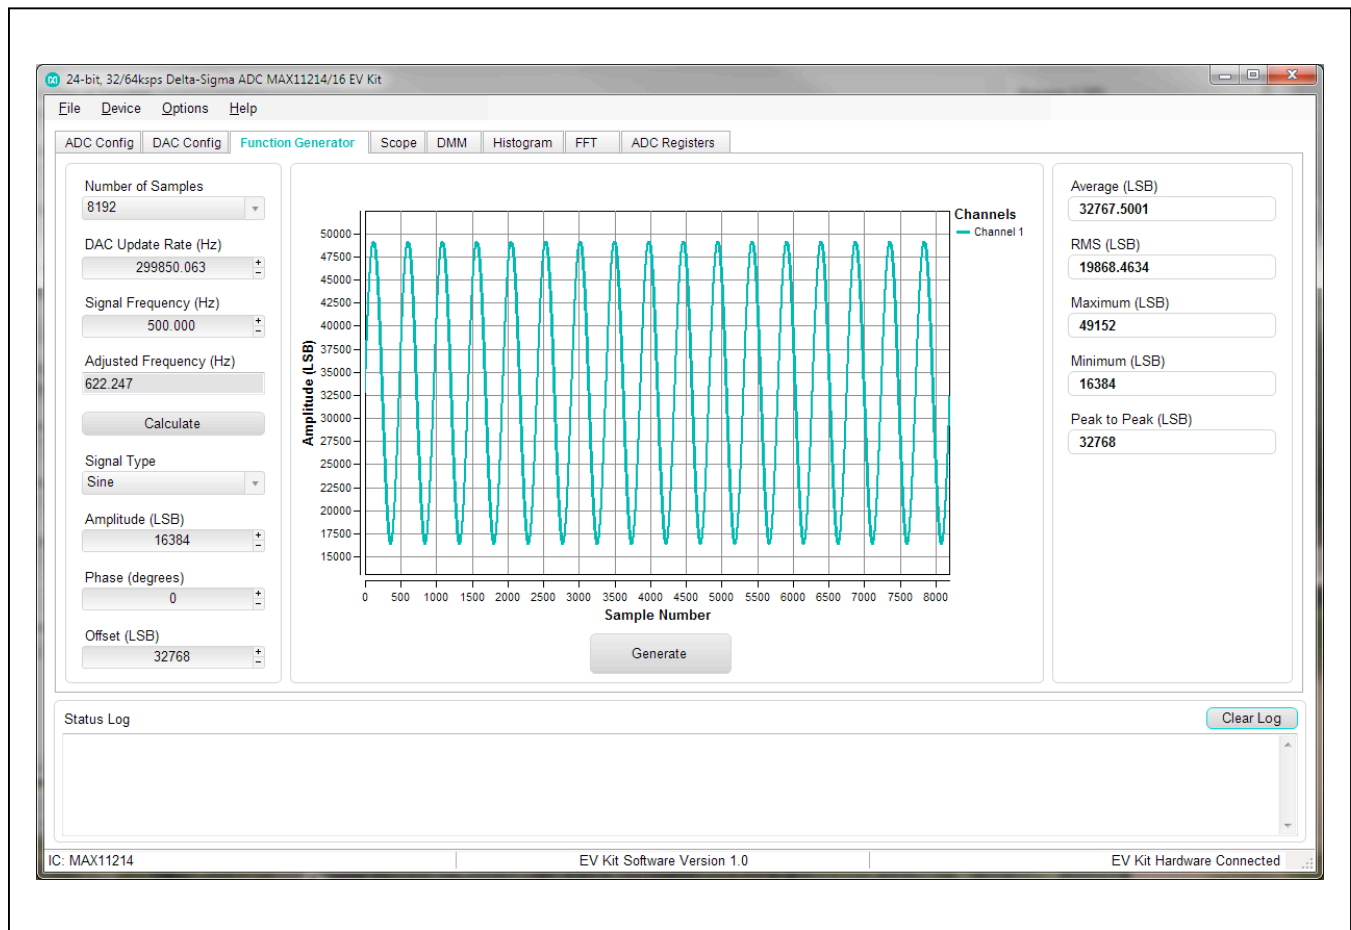 24-bit, 32/64ksps Delta-Sigma ADC MAX11214/16 EV Kit
File Device Options Help
ADC Config DAC Config Function Generator Scope DMM Histogram FFT ADC Registers
Number of Samples
8192
DAC Update Rate (Hz)
299850.063
Signal Frequency (Hz)
500.000
Adjusted Frequency (Hz)
622.247
Calculate
Signal Type
Sine
Amplitude (LSB)
16384
Phase (degrees)
0
Offset (LSB)
32768
Amplitude (LSB)
50000
47500
45000
42500
40000
37500
35000
32500
30000
27500
25000
22500
20000
17500
15000
0 500 1000 1500 2000 2500 3000 3500 4000 4500 5000 5500 6000 6500 7000 7500 8000
Sample Number
Channels
Channel 1
Generate
Average (LSB)
32767.5001
RMS (LSB)
19868.4634
Maximum (LSB)
49152
Minimum (LSB)
16384
Peak to Peak (LSB)
32768
Status Log
Clear Log
IC: MAX11214
EV Kit Software Version 1.0
EV Kit Hardware Connected